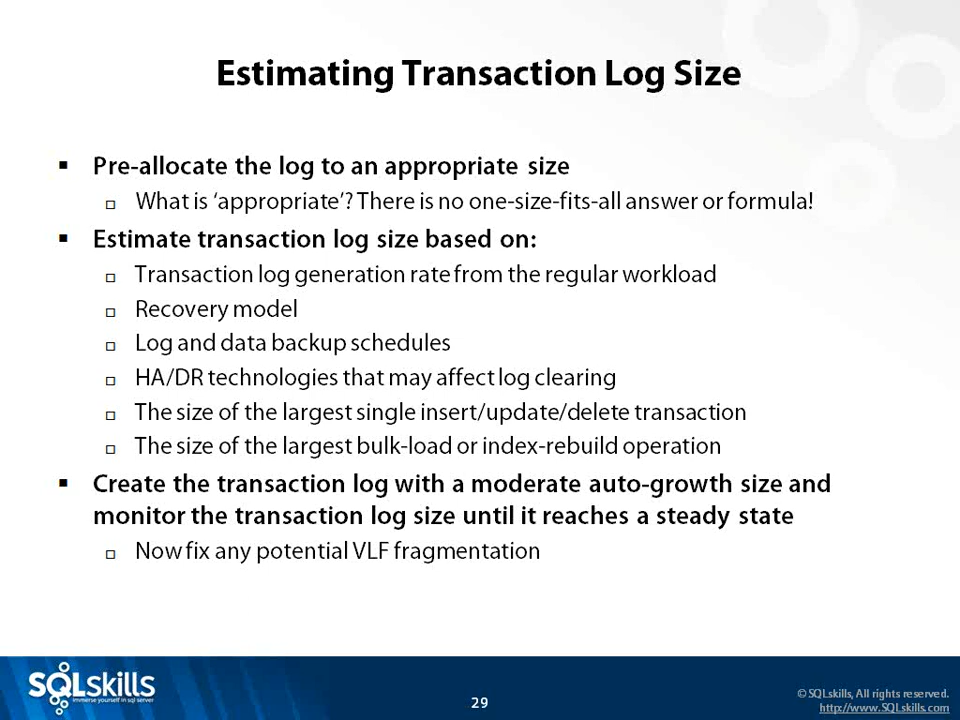 Estimating Transaction Log Size
▪ Pre-allocate the log to an appropriate size
▫ What is ‘appropriate’? There is no one-size-fits-all answer or formula!
▪ Estimate transaction log size based on:
▫ Transaction log generation rate from the regular workload
▫ Recovery model
▫ Log and data backup schedules
▫ HA/DR technologies that may affect log clearing
▫ The size of the largest single insert/update/delete transaction
▫ The size of the largest bulk-load or index-rebuild operation
▪ Create the transaction log with a moderate auto-growth size and
monitor the transaction log size until it reaches a steady state
▫ Now fix any potential VLF fragmentation
SQLskills
immerse yourself in sql server
29
© SQLskills, All rights reserved.
http://www.SQLskills.com